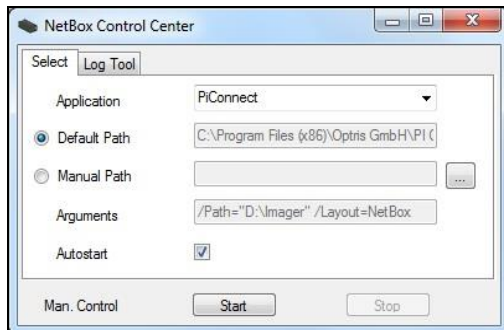 NetBox Control Center
Select Log Tool
Application PiConnect
Default Path C:\Program Files (x86)\Optris GmbH\PI C
Manual Path ...
Arguments /Path="D:\Imager" /Layout=NetBox
Autostart
Man. Control Start Stop